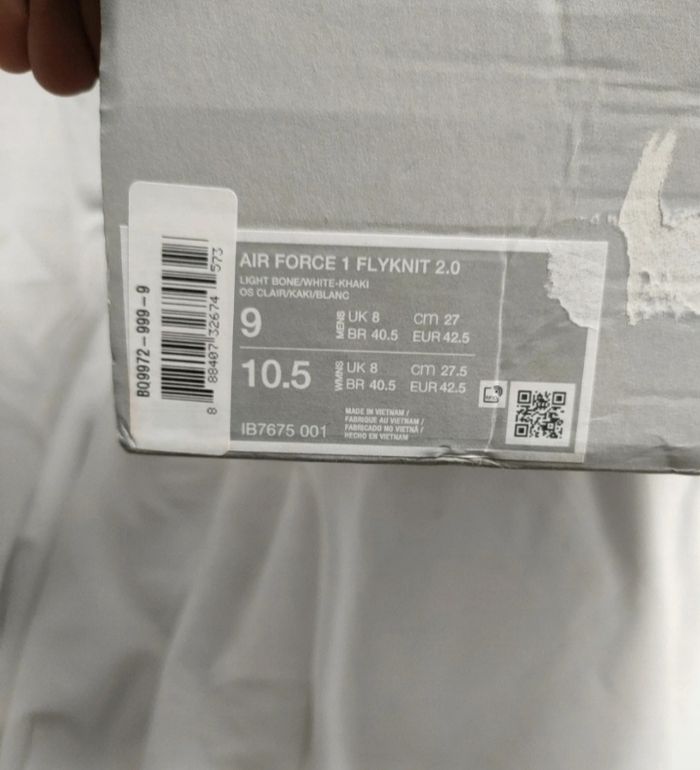 BQ9972-999-9
8 88407 32674 573
AIR FORCE 1 FLYKNIT 2.0
LIGHT BONE/WHITE-KHAKI
OS CLAIR/KAKI/BLANC
9 MENS UK 8 cm 27
BR 40.5 EUR 42.5
10.5 WMNS UK 8 cm 27.5
BR 40.5 EUR 42.5
IB7675 001
MADE IN VIETNAM /
FABRIQUE AU VIETNAM /
FABRICADO NO VIETNÃ /
HECHO EN VIETNAM